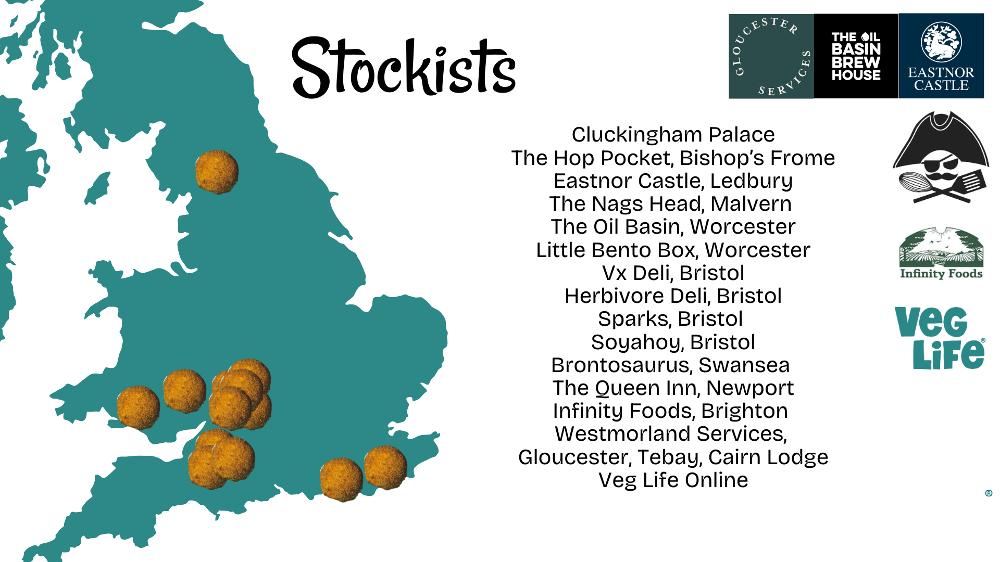 Stockists
GLOUCESTER
SERVICES
THE OIL
BASIN
BREW
HOUSE
EASTNOR
CASTLE
Cluckingham Palace
The Hop Pocket, Bishop’s Frome
Eastnor Castle, Ledbury
The Nags Head, Malvern
The Oil Basin, Worcester
Little Bento Box, Worcester
Vx Deli, Bristol
Herbivore Deli, Bristol
Sparks, Bristol
Soyahoy, Bristol
Brontosaurus, Swansea
The Queen Inn, Newport
Infinity Foods, Brighton
Westmorland Services,
Gloucester, Tebay, Cairn Lodge
Veg Life Online
Infinity Foods
VeG
LiFe®
®